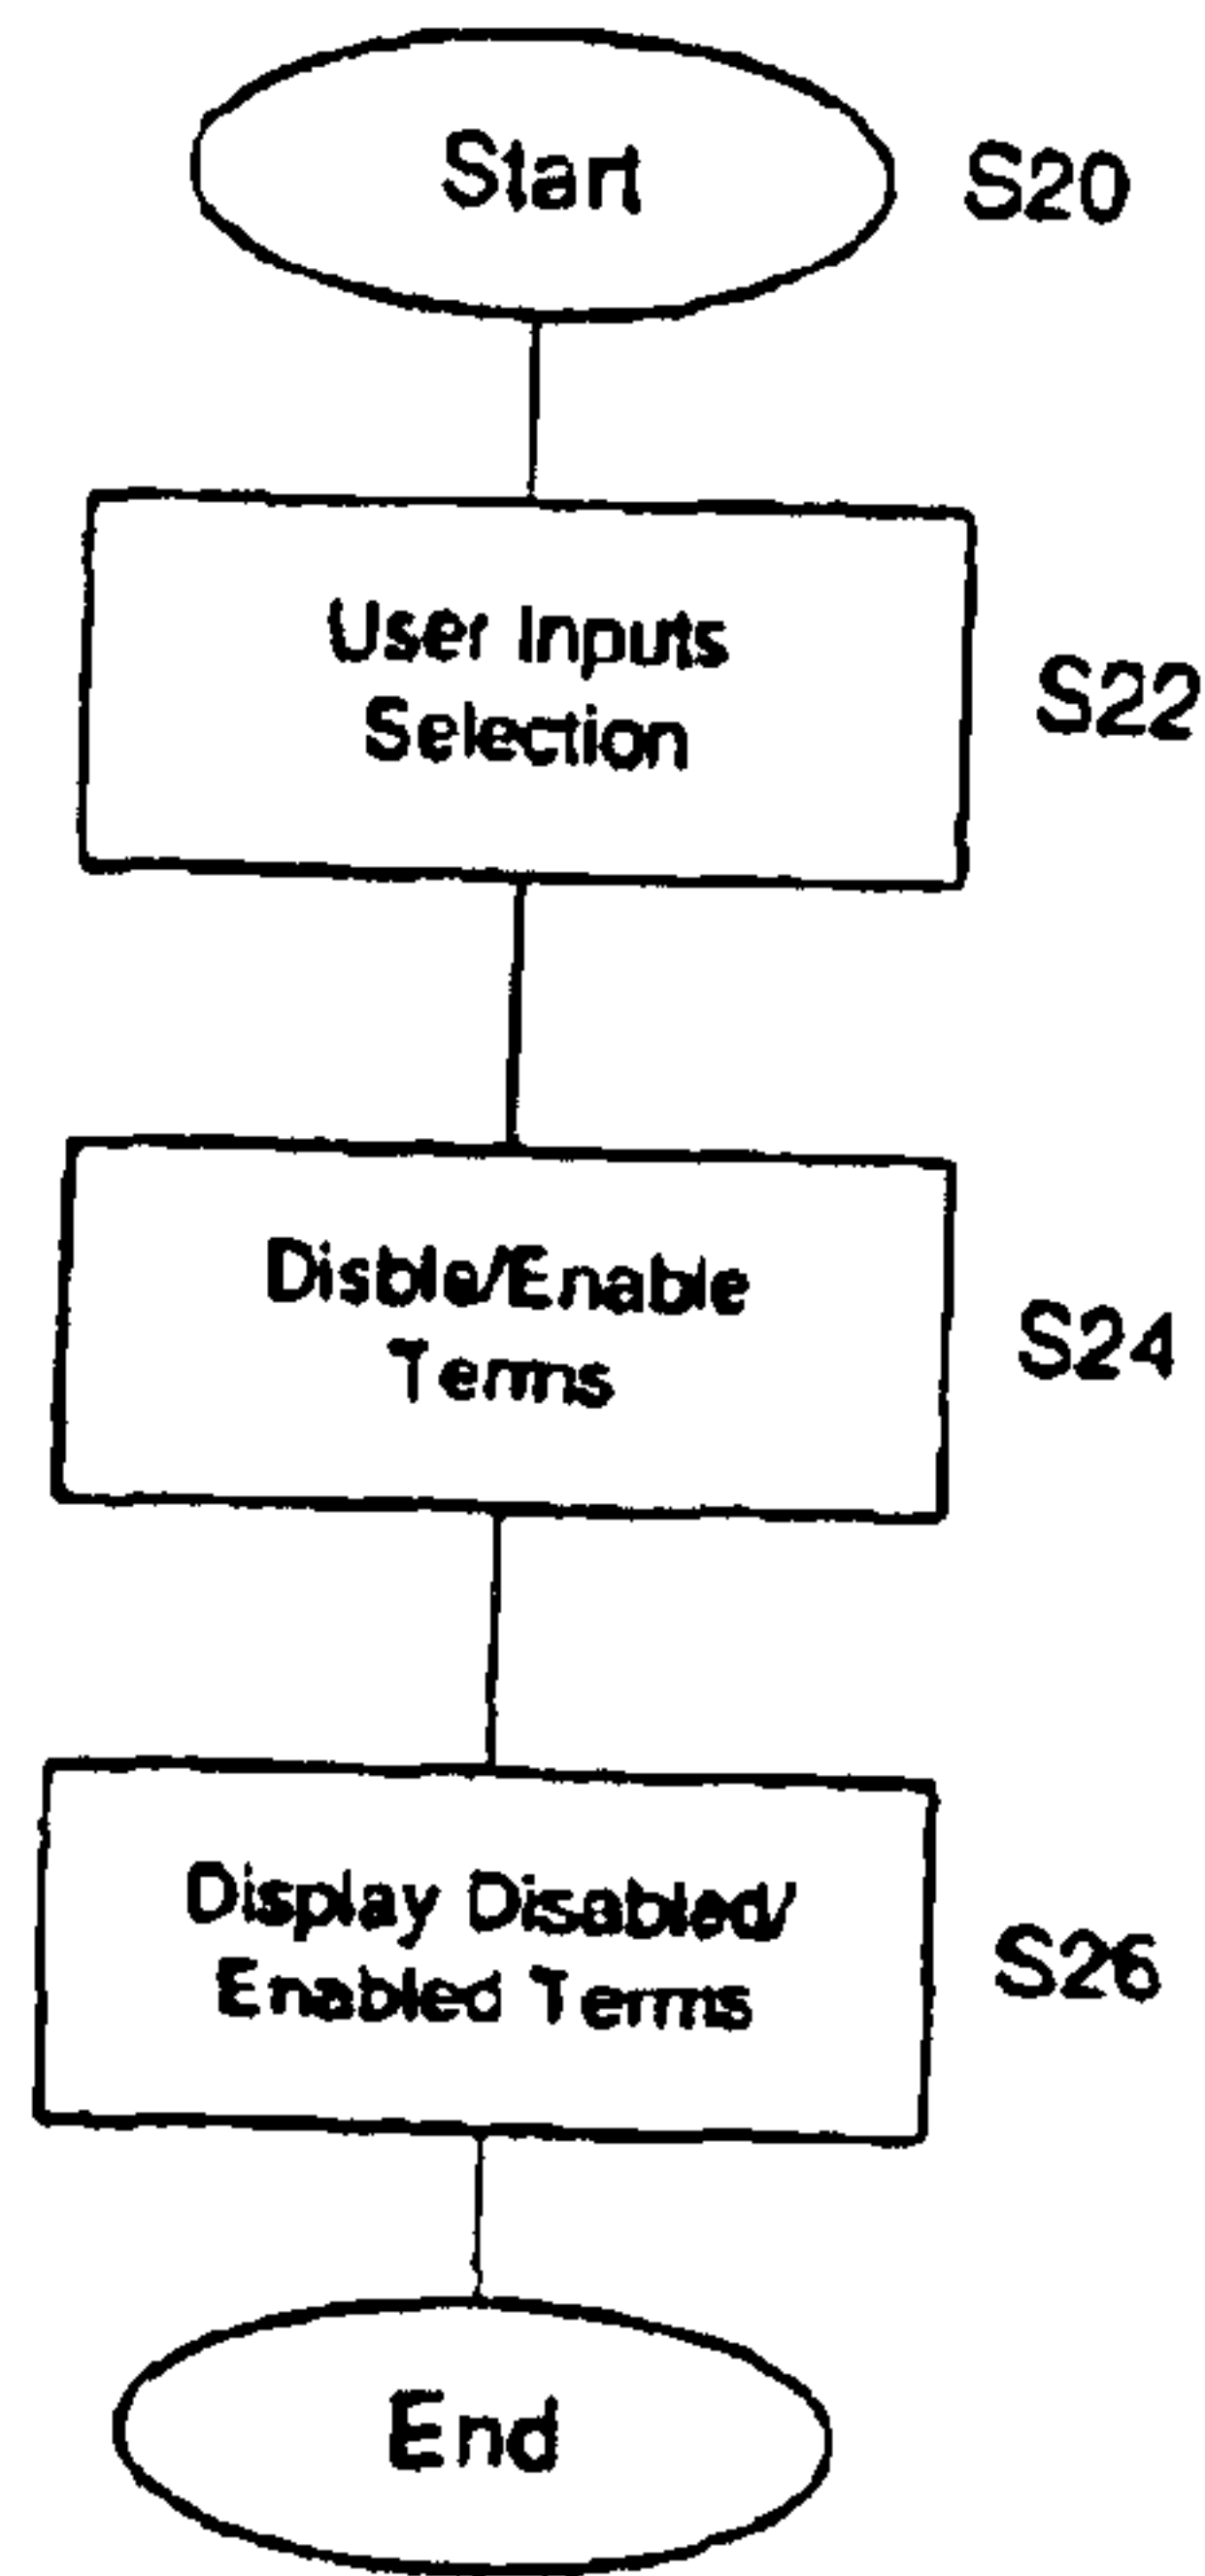 Start
S20
User Inputs
Selection
S22
Disble/Enable
Terms
S24
Display Disabled/
Enabled Terms
S26
End